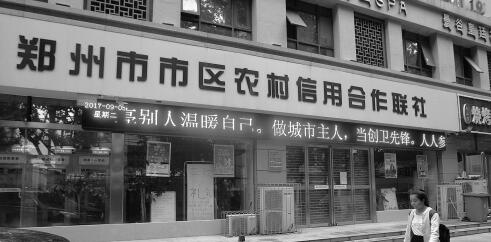 郑州市市区农村信用合作联社
2017-09-05
星期二
亮别人温暖自己。做城市主人，当创卫先锋。人人参